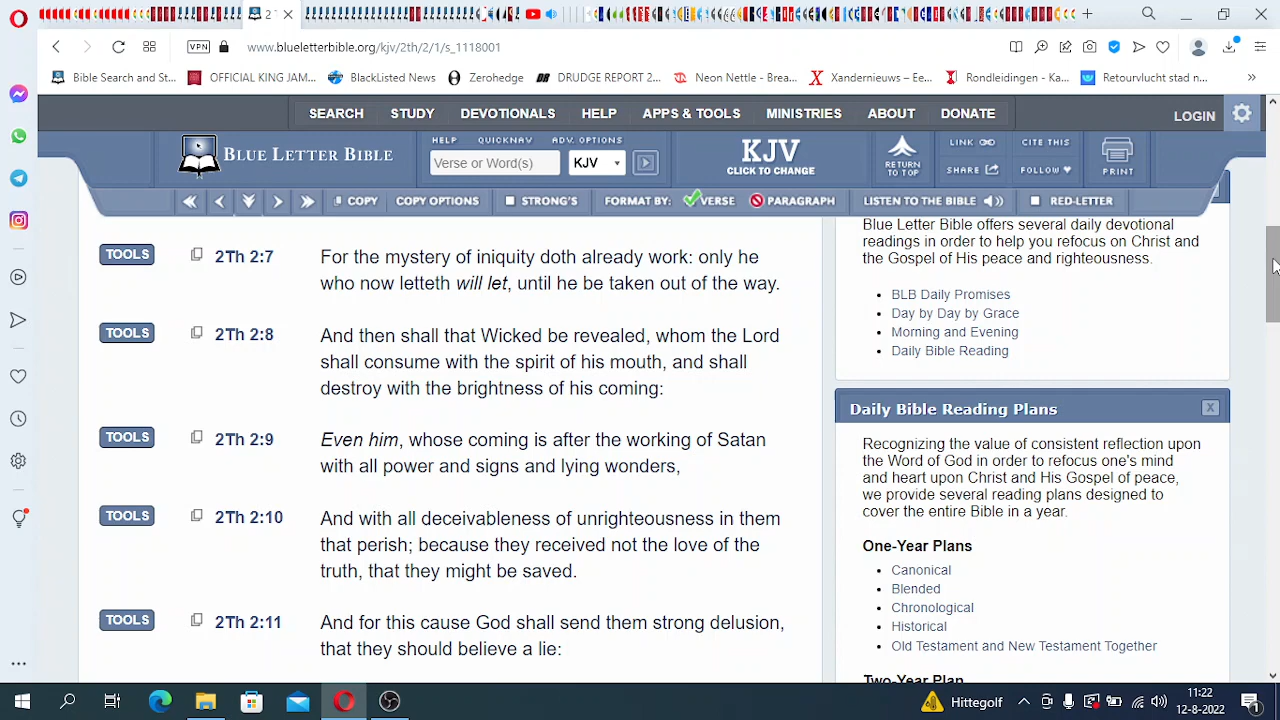 2
VPN
www.blueletterbible.org/kjv/2th/2/1/s_1118001
Bible Search and St...
OFFICIAL KING JAM...
BlackListed News
Zerohedge
DRUDGE REPORT 2...
Neon Nettle - Brea...
Xandernieuws – Ee...
Rondleidingen - Ka...
Retourvlucht stad n...
SEARCH
STUDY
DEVOTIONALS
HELP
APPS & TOOLS
MINISTRIES
ABOUT
DONATE
LOGIN
BLUE LETTER BIBLE
HELP
QUICKNAV
ADV. OPTIONS
Verse or Word(s)
KJV
KJV
CLICK TO CHANGE
RETURN
TO TOP
LINK
CITE THIS
SHARE
FOLLOW
PRINT
COPY
COPY OPTIONS
STRONG'S
FORMAT BY:
VERSE
PARAGRAPH
LISTEN TO THE BIBLE
RED-LETTER
TOOLS
2Th 2:7
For the mystery of iniquity doth already work: only he
who now letteth will let, until he be taken out of the way.
TOOLS
2Th 2:8
And then shall that Wicked be revealed, whom the Lord
shall consume with the spirit of his mouth, and shall
destroy with the brightness of his coming:
TOOLS
2Th 2:9
Even him, whose coming is after the working of Satan
with all power and signs and lying wonders,
TOOLS
2Th 2:10
And with all deceivableness of unrighteousness in them
that perish; because they received not the love of the
truth, that they might be saved.
TOOLS
2Th 2:11
And for this cause God shall send them strong delusion,
that they should believe a lie:
Blue Letter Bible offers several daily devotional
readings in order to help you refocus on Christ and
the Gospel of His peace and righteousness.
BLB Daily Promises
Day by Day by Grace
Morning and Evening
Daily Bible Reading
Daily Bible Reading Plans
X
Recognizing the value of consistent reflection upon
the Word of God in order to refocus one's mind
and heart upon Christ and His Gospel of peace,
we provide several reading plans designed to
cover the entire Bible in a year.
One-Year Plans
Canonical
Blended
Chronological
Historical
Old Testament and New Testament Together
Two-Year Plan
Hittegolf
11:22
12-8-2022
1